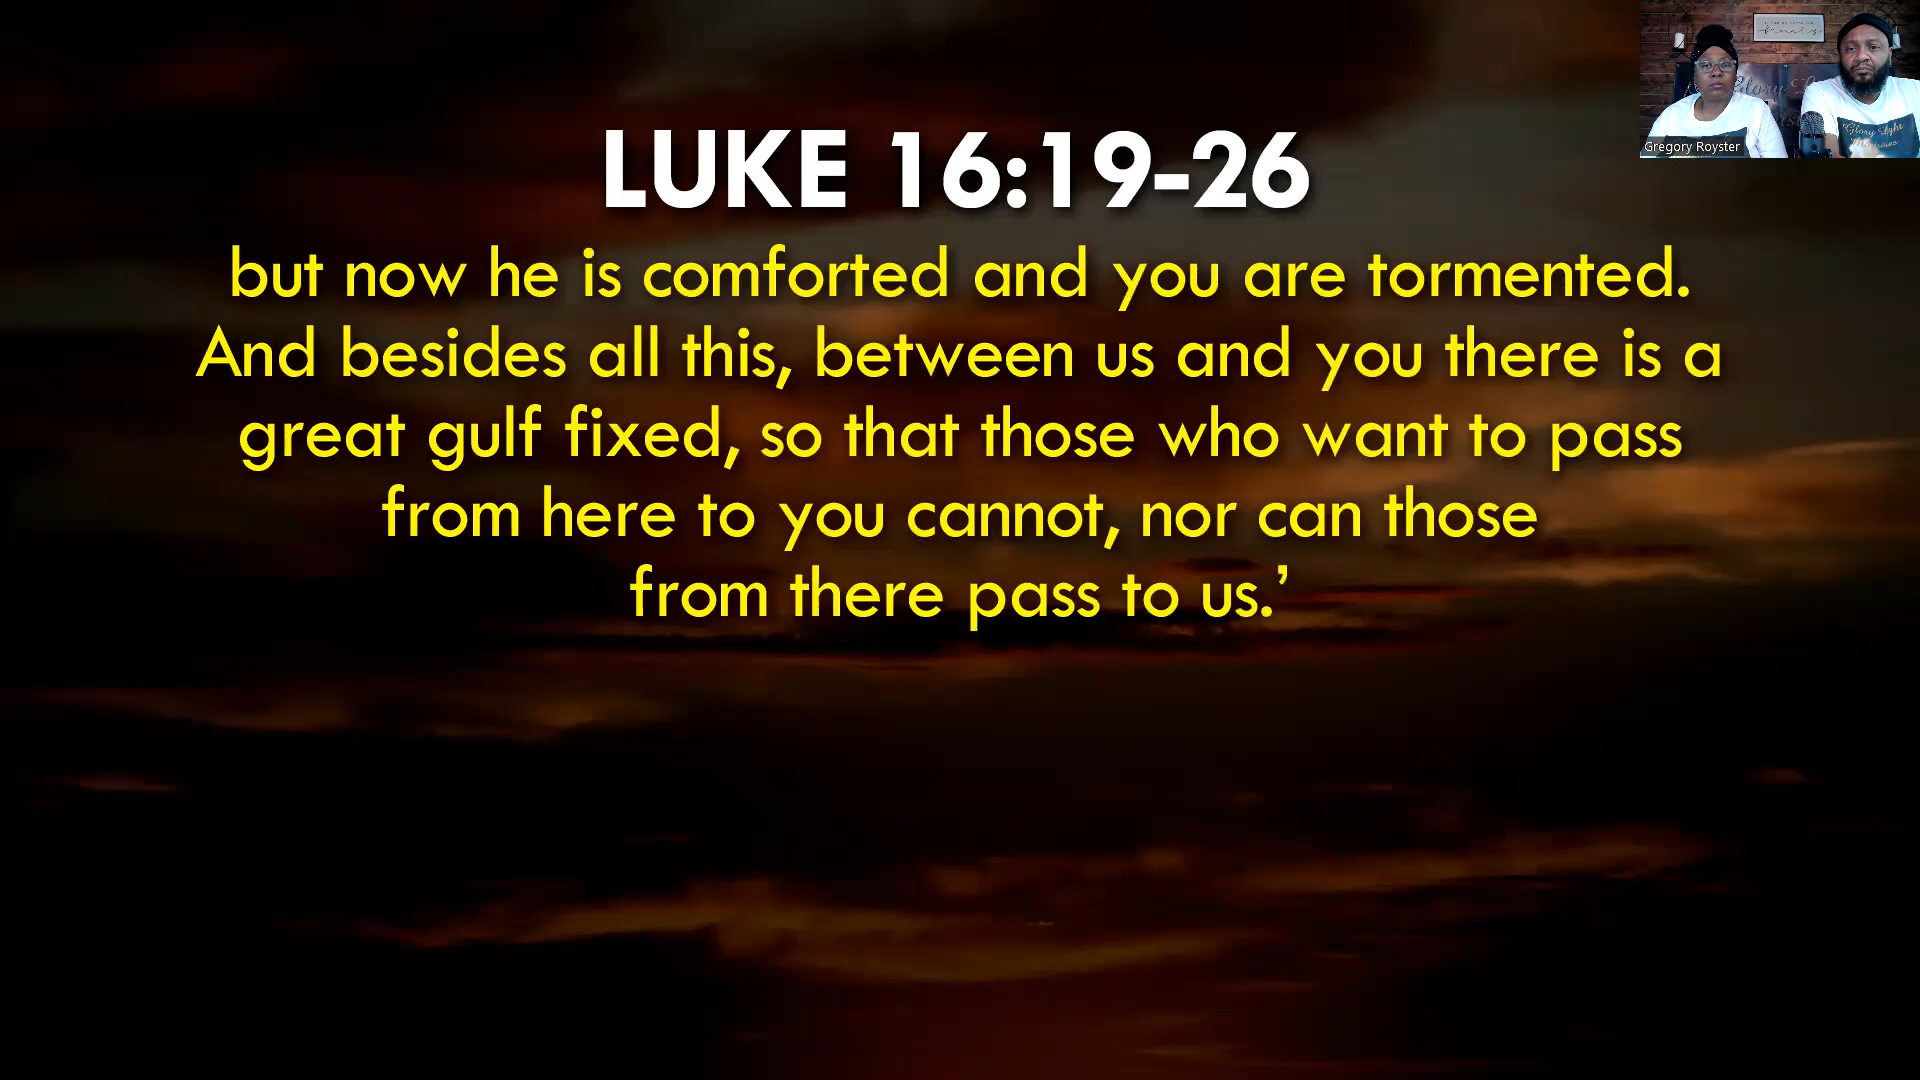 LUKE 16:19-26
but now he is comforted and you are tormented.
And besides all this, between us and you there is a
great gulf fixed, so that those who want to pass
from here to you cannot, nor can those
from there pass to us.’
Gregory Royster
Glory Light